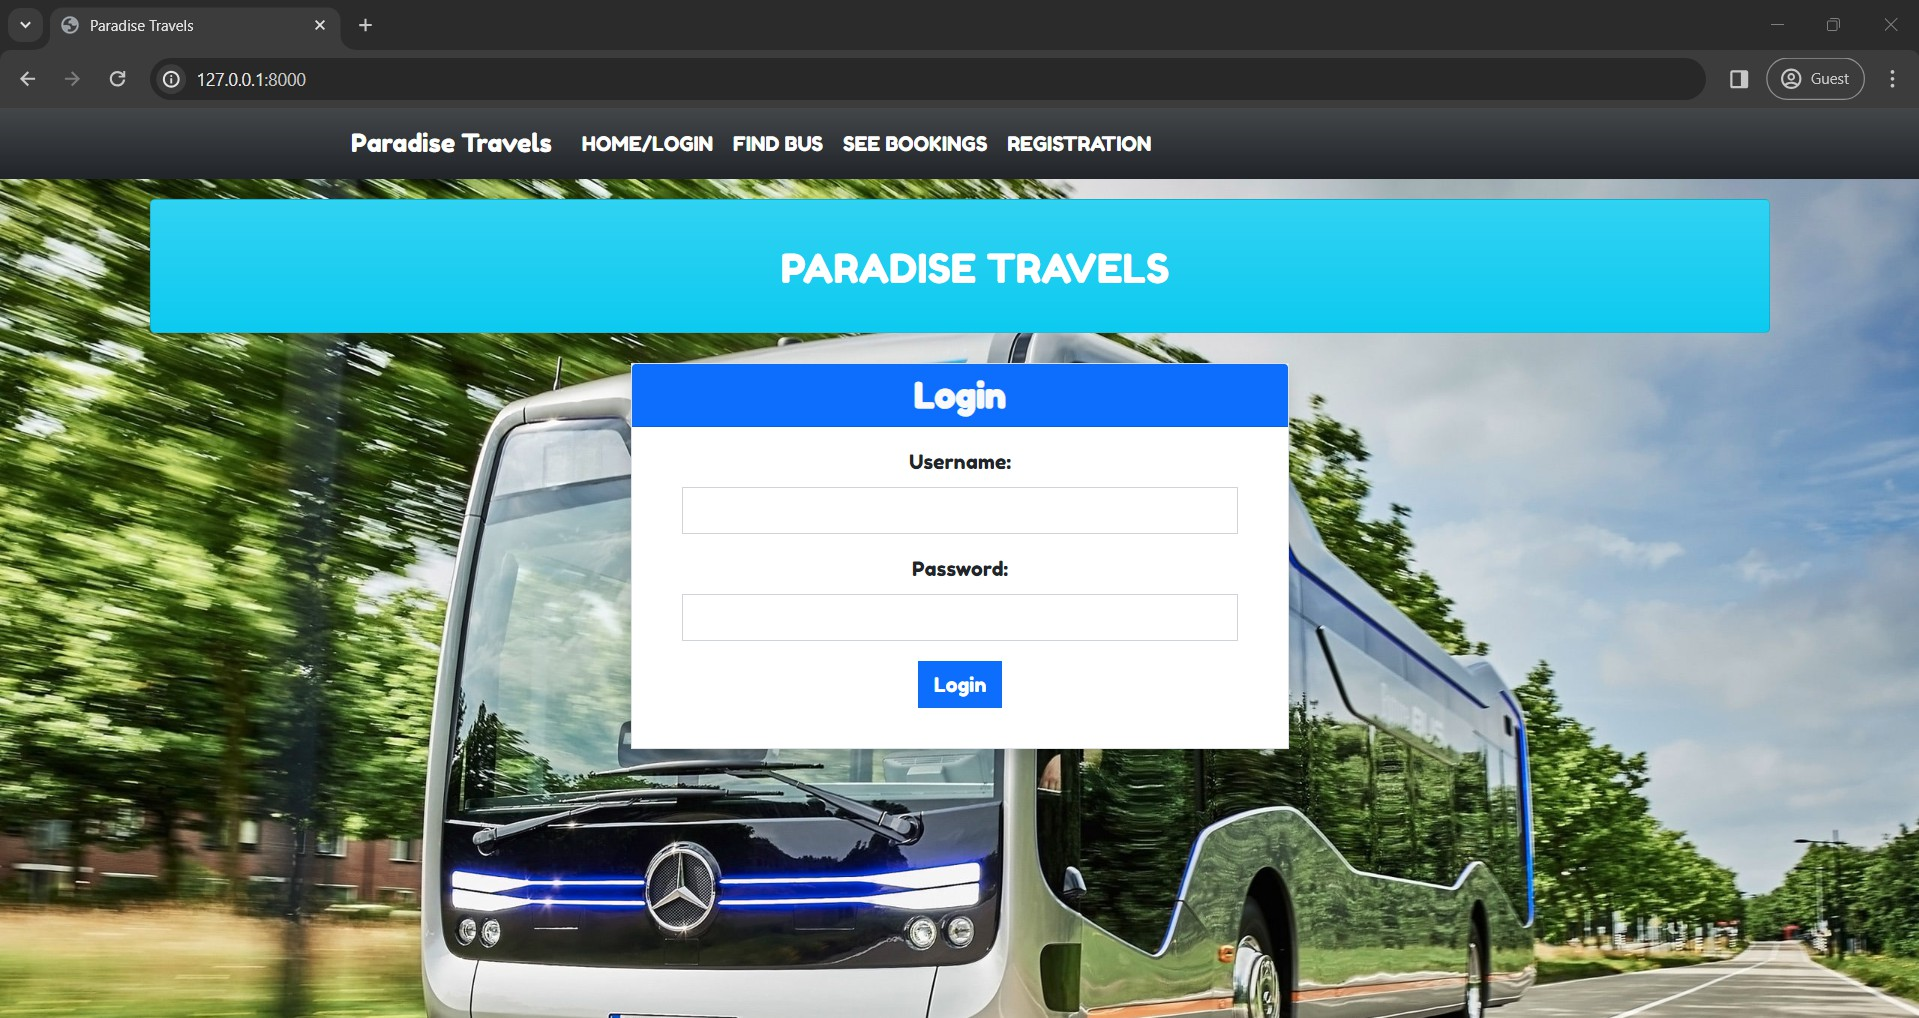 Paradise Travels
127.0.0.1:8000
Guest
Paradise Travels HOME/LOGIN FIND BUS SEE BOOKINGS REGISTRATION
PARADISE TRAVELS
Login
Username:
Password:
Login